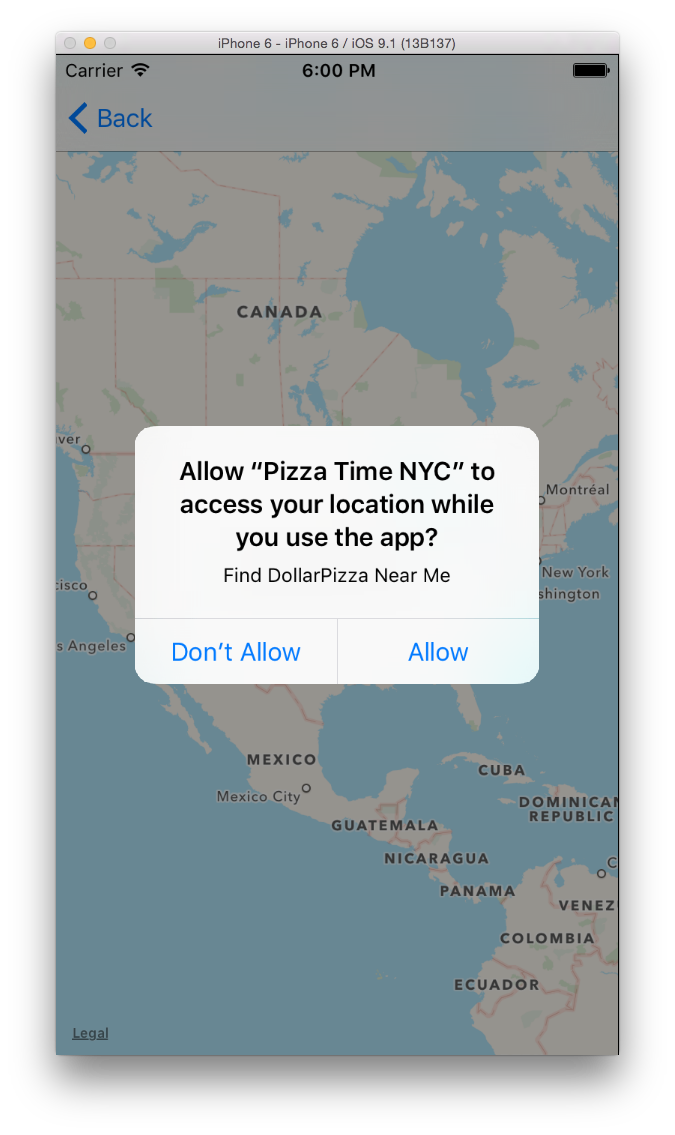 iPhone 6 - iPhone 6 / iOS 9.1 (13B137)
Carrier 6:00 PM
Back
CANADA
ver
Allow “Pizza Time NYC” to
access your location while
you use the app?
Find DollarPizza Near Me
Don’t Allow Allow
Montréal
New York
shington
isco
s Angeles
MEXICO
Mexico City
CUBA
DOMINICAN
REPUBLIC
GUATEMALA
NICARAGUA
C
PANAMA
VENEZ
COLOMBIA
ECUADOR
Legal